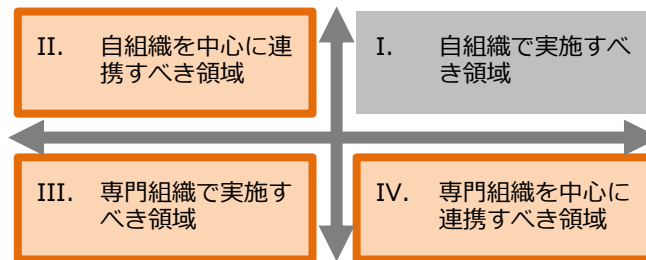 II. 自組織を中心に連
携すべき領域
I. 自組織で実施すべ
き領域
III. 専門組織で実施す
べき領域
IV. 専門組織を中心に
連携すべき領域